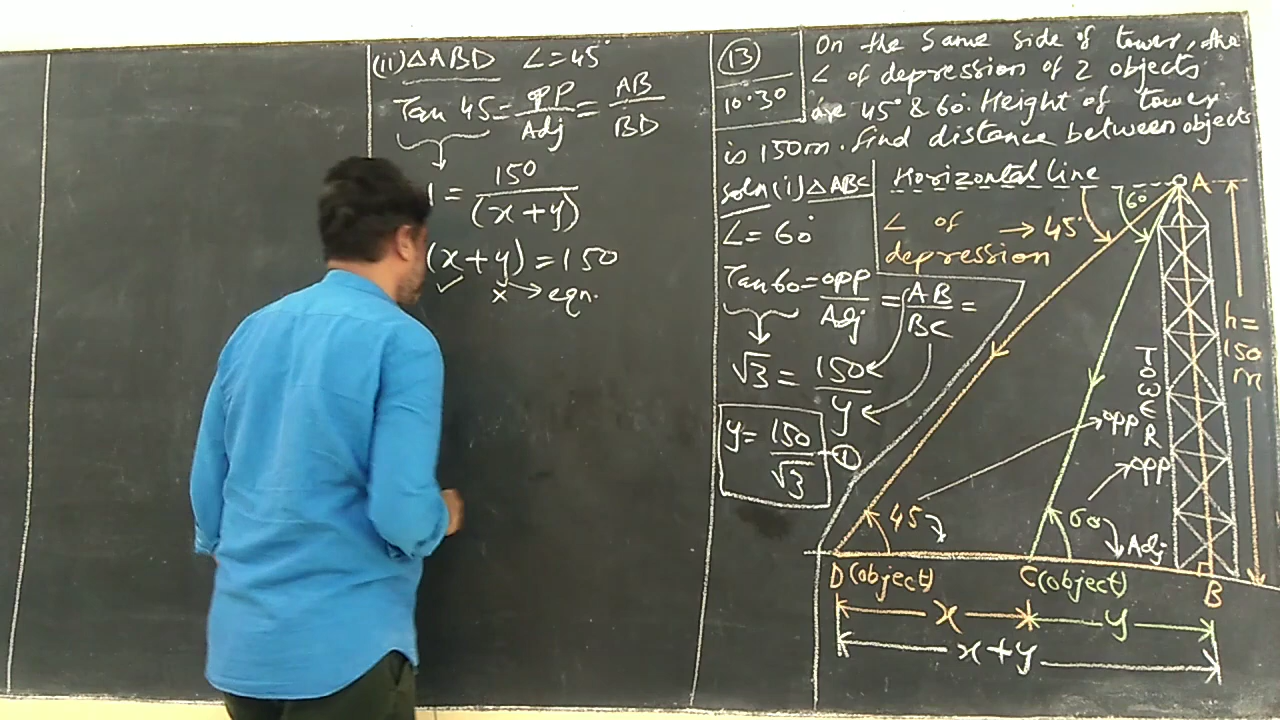 (ii) △ABD ∠=45°
Tan 45 = opp/Adj = AB/BD
1 = 150/(x+y)
(x+y) = 150
✓ x → eqn.
(13)
10.30
On the same side of tower, the
∠ of depression of 2 objects
are 45° & 60°. Height of tower
is 150m. find distance between objects
soln (i) △ABC
∠= 60°
Tan 60 = opp/Adj = AB/BC =
√3 = 150/y
y = 150/√3 → ①
Horizontal line
∠ of depression → 45°
60
A
h = 150 m
TOWER
opp
opp
45
60
Adj
D (object)
C (object)
B
x
y
x+y